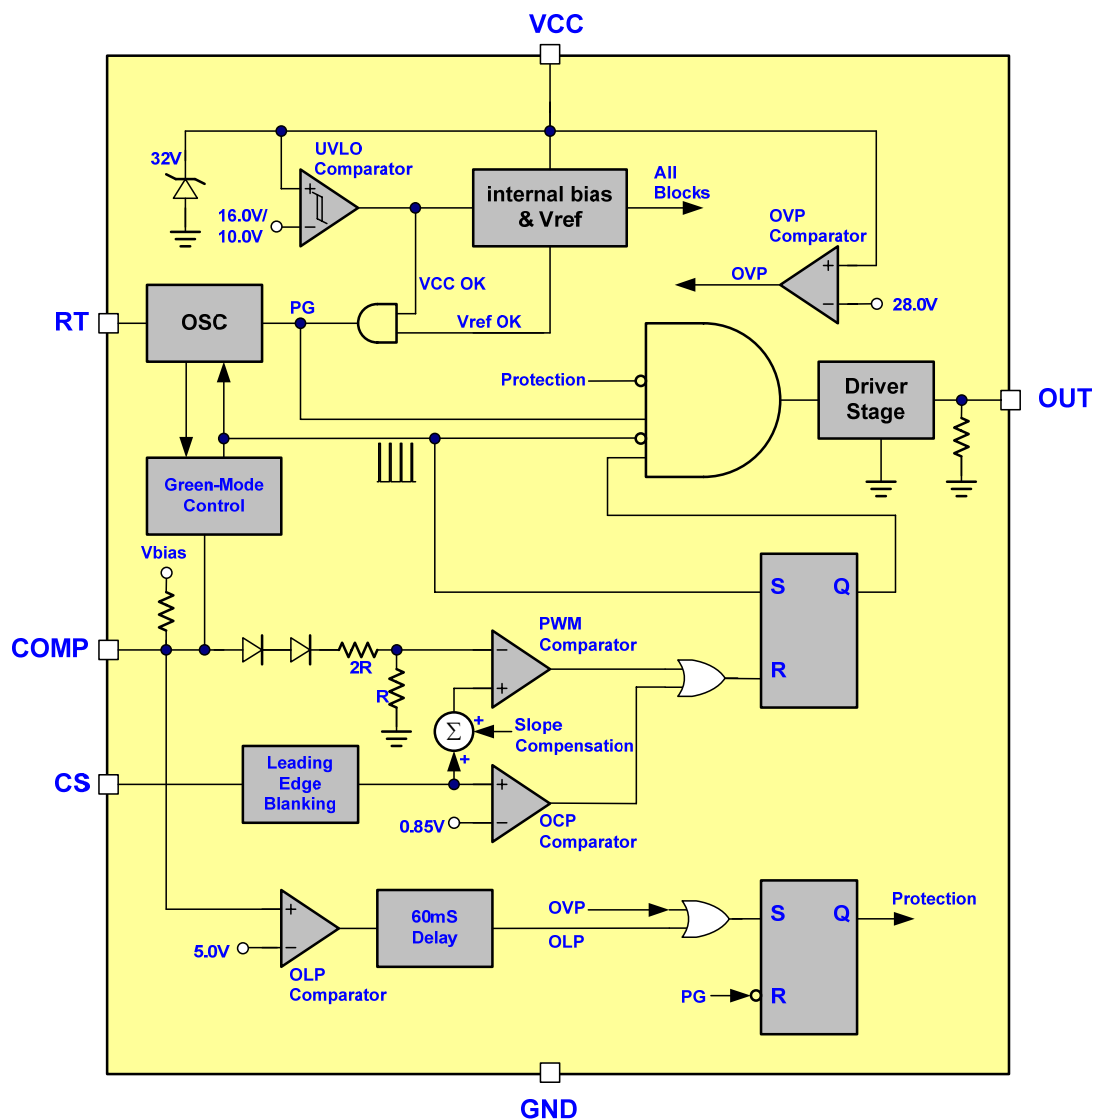 VCC
32V
UVLO
Comparator
+
−
16.0V/
10.0V
internal bias
& Vref
All
Blocks
OVP
Comparator
+
−
OVP
28.0V
VCC OK
PG
Vref OK
RT
OSC
Protection
Driver
Stage
OUT
Green-Mode
Control
Vbias
S
Q
R
COMP
2R
R
PWM
Comparator
−
+
Σ
+
+
Slope
Compensation
CS
Leading
Edge
Blanking
+
−
0.85V
OCP
Comparator
+
−
5.0V
OLP
Comparator
60mS
Delay
OVP
OLP
S
Q
R
Protection
PG
GND